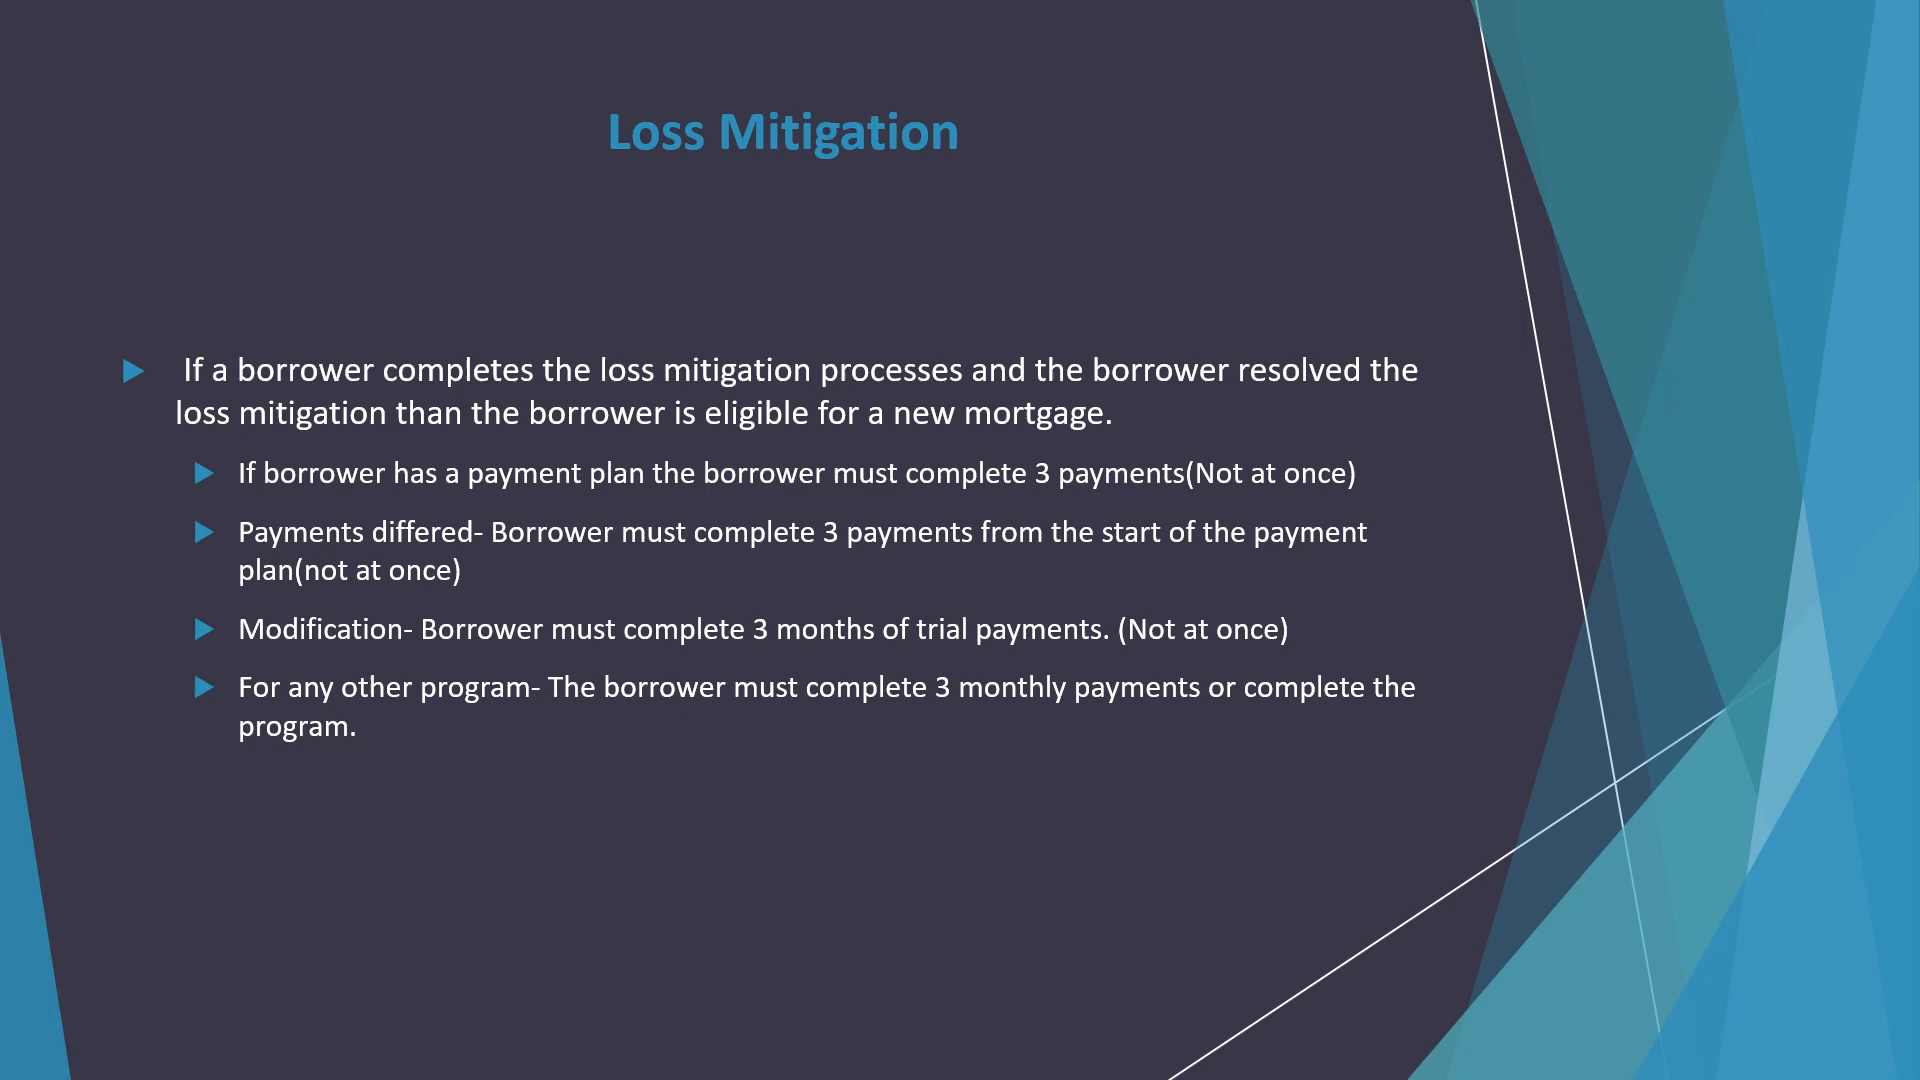 Loss Mitigation
If a borrower completes the loss mitigation processes and the borrower resolved the
loss mitigation than the borrower is eligible for a new mortgage.
If borrower has a payment plan the borrower must complete 3 payments(Not at once)
Payments differed- Borrower must complete 3 payments from the start of the payment
plan(not at once)
Modification- Borrower must complete 3 months of trial payments. (Not at once)
For any other program- The borrower must complete 3 monthly payments or complete the
program.